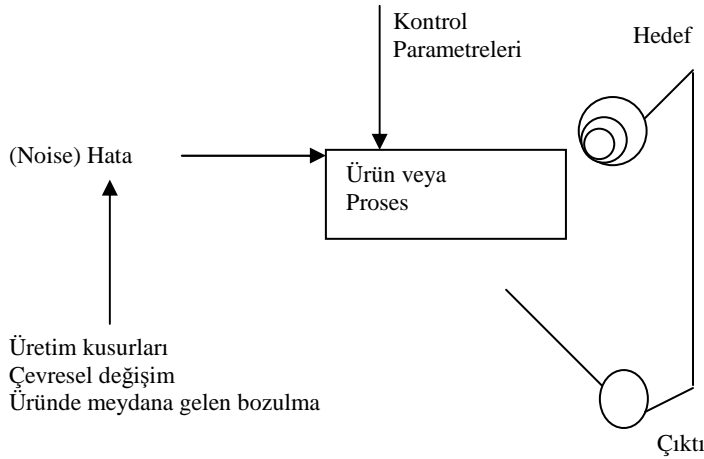 Kontrol
Parametreleri
Hedef
(Noise) Hata
Ürün veya
Proses
Üretim kusurları
Çevresel değişim
Üründe meydana gelen bozulma
Çıktı